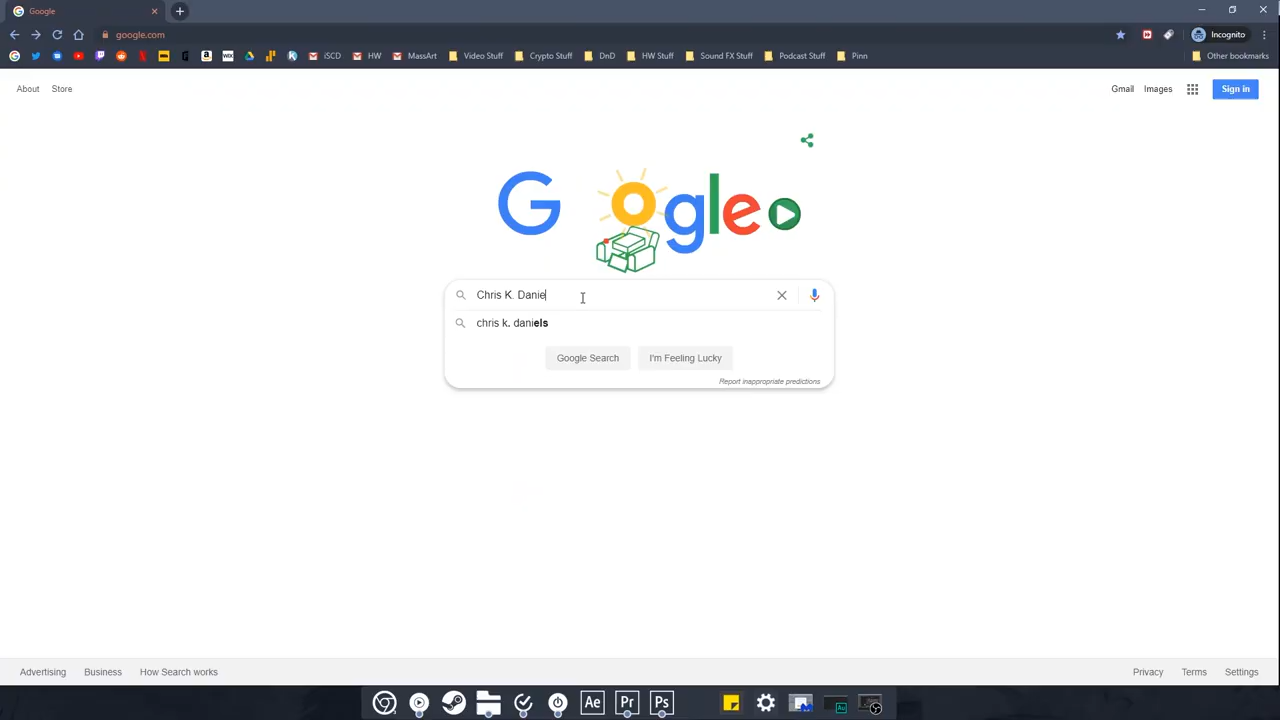 Google
google.com
Incognito
iSCD
HW
MassArt
Video Stuff
Crypto Stuff
DnD
HW Stuff
Sound FX Stuff
Podcast Stuff
Pinn
Other bookmarks
About
Store
Gmail
Images
Sign in
G ogle
Chris K. Danie
chris k. daniels
Google Search
I'm Feeling Lucky
Report inappropriate predictions
Advertising
Business
How Search works
Privacy
Terms
Settings
Ae
Pr
Ps
Au